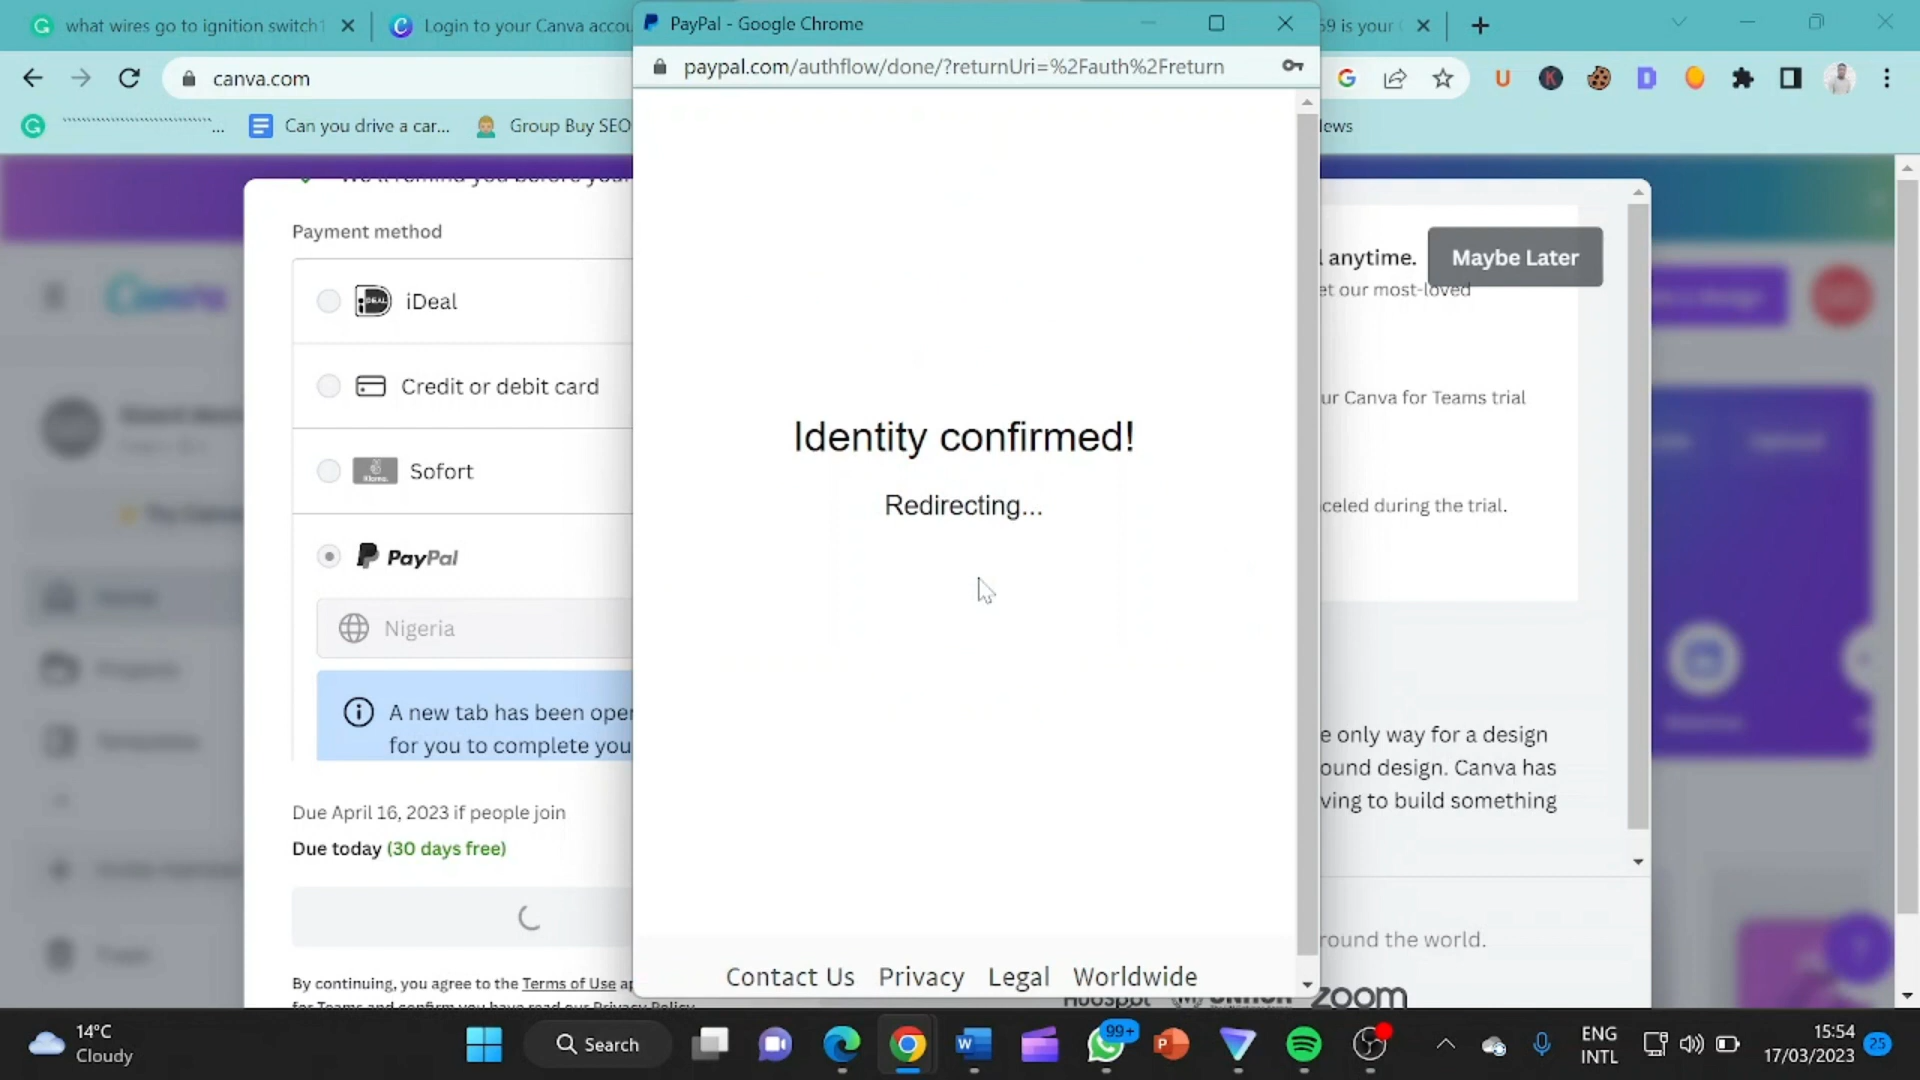 what wires go to ignition switch
Login to your Canva accou
PayPal - Google Chrome
59 is your
canva.com
paypal.com/authflow/done/?returnUri=%2Fauth%2Freturn
Can you drive a car...
Group Buy SEO
ews
Payment method
iDeal
Credit or debit card
Sofort
PayPal
Nigeria
A new tab has been oper
for you to complete you
Due April 16, 2023 if people join
Due today (30 days free)
By continuing, you agree to the Terms of Use
Identity confirmed!
Redirecting...
Contact Us Privacy Legal Worldwide
l anytime.
Maybe Later
et our most-loved
ur Canva for Teams trial
celed during the trial.
e only way for a design
ound design. Canva has
ving to build something
round the world.
zoom
14°C
Cloudy
Search
99+
ENG
INTL
15:54
17/03/2023
25